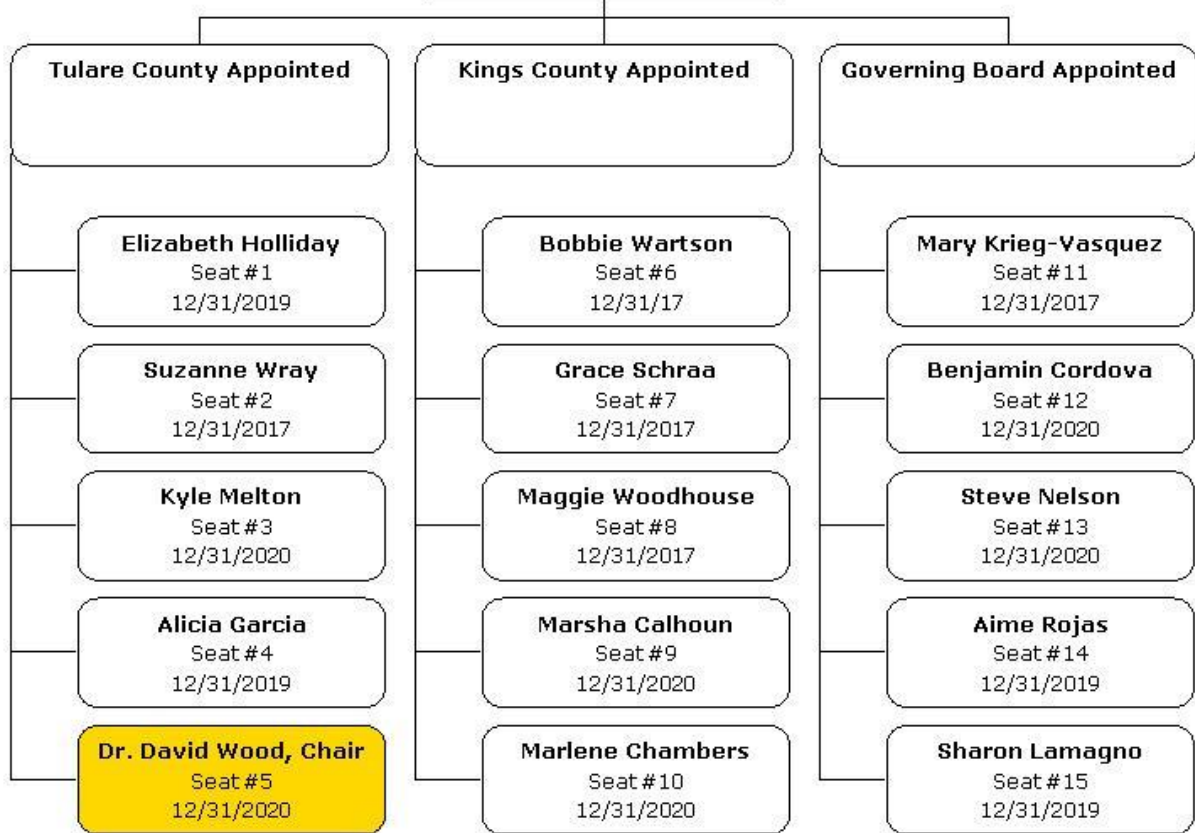 Tulare County Appointed
Kings County Appointed
Governing Board Appointed
Elizabeth Holliday
Seat #1
12/31/2019
Suzanne Wray
Seat #2
12/31/2017
Kyle Melton
Seat #3
12/31/2020
Alicia Garcia
Seat #4
12/31/2019
Dr. David Wood, Chair
Seat #5
12/31/2020
Bobbie Wartson
Seat #6
12/31/17
Grace Schraa
Seat #7
12/31/2017
Maggie Woodhouse
Seat #8
12/31/2017
Marsha Calhoun
Seat #9
12/31/2020
Marlene Chambers
Seat #10
12/31/2020
Mary Krieg-Vasquez
Seat #11
12/31/2017
Benjamin Cordova
Seat #12
12/31/2020
Steve Nelson
Seat #13
12/31/2020
Aime Rojas
Seat #14
12/31/2019
Sharon Lamagno
Seat #15
12/31/2019